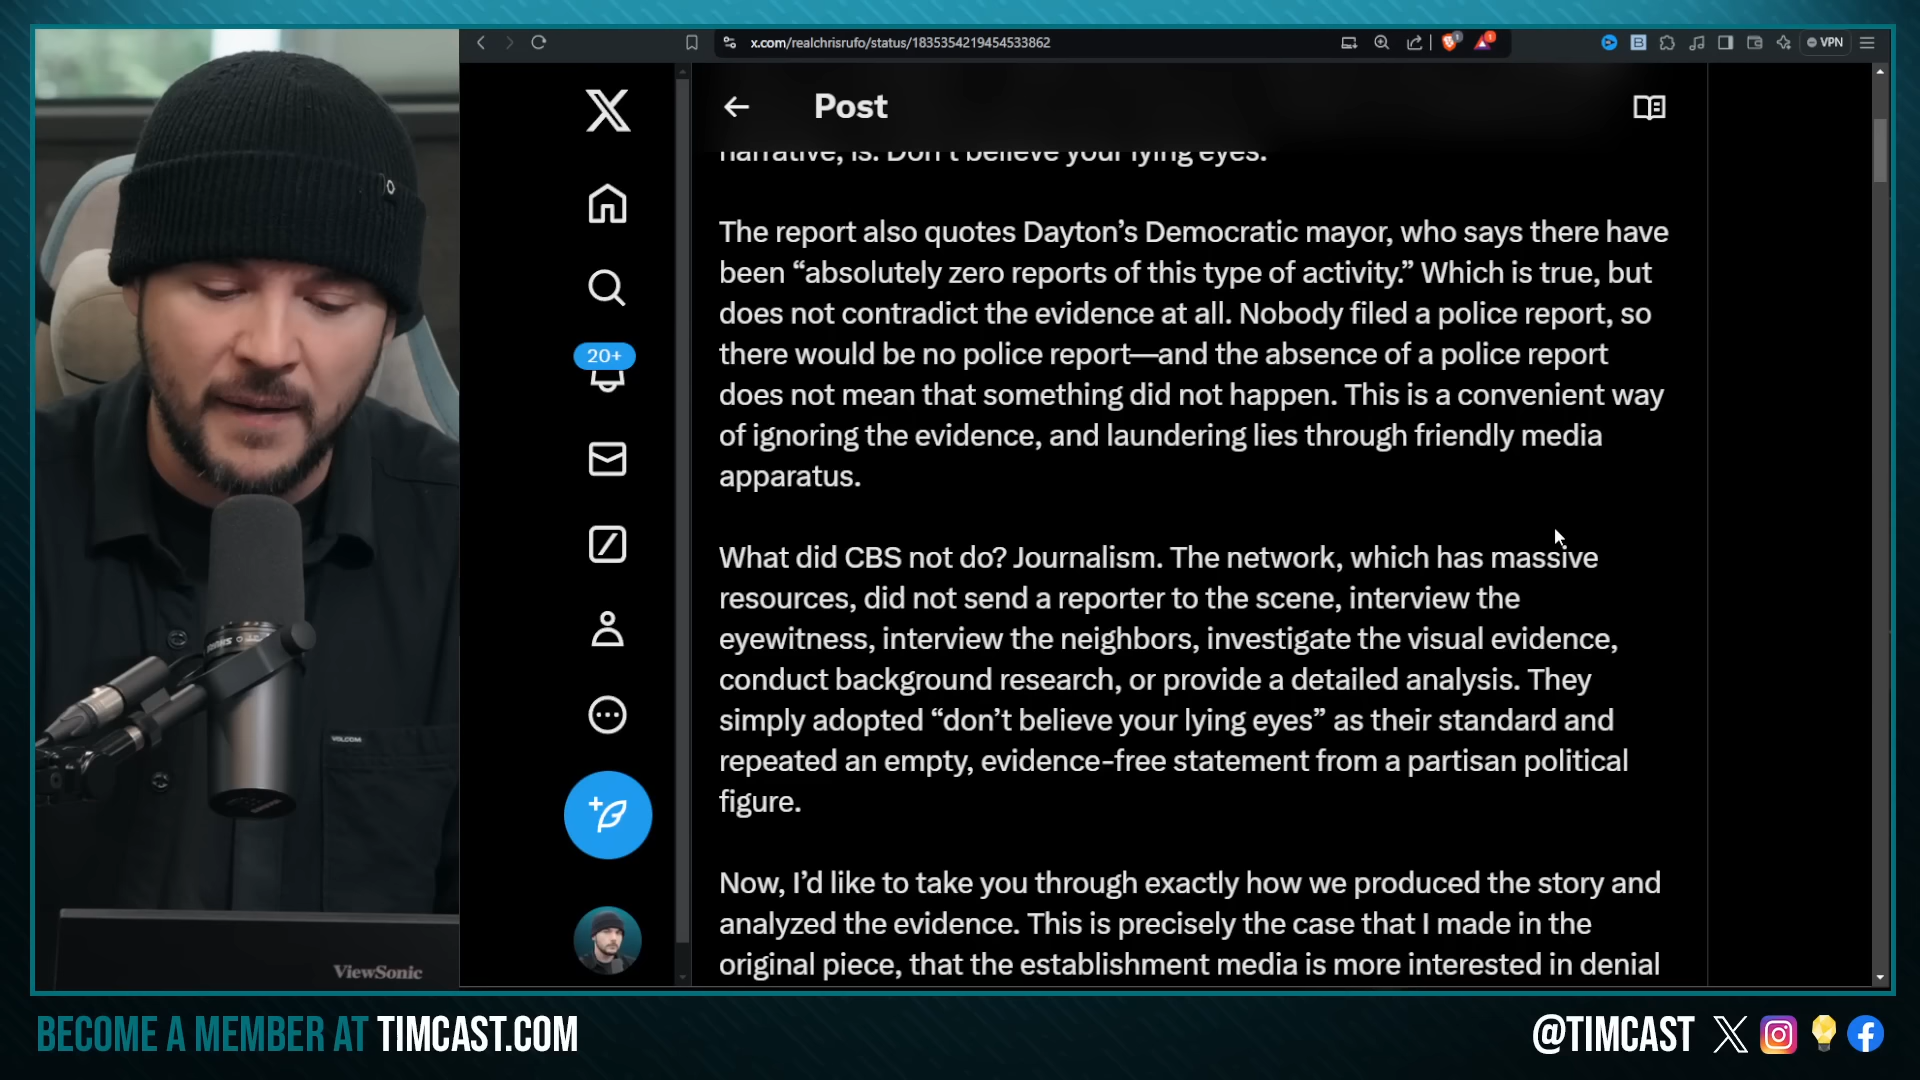 x.com/realchrisrufo/status/1835354219454533862
VPN
Post
narrative, is. Don't believe your lying eyes.
The report also quotes Dayton’s Democratic mayor, who says there have
been “absolutely zero reports of this type of activity.” Which is true, but
does not contradict the evidence at all. Nobody filed a police report, so
there would be no police report—and the absence of a police report
does not mean that something did not happen. This is a convenient way
of ignoring the evidence, and laundering lies through friendly media
apparatus.
What did CBS not do? Journalism. The network, which has massive
resources, did not send a reporter to the scene, interview the
eyewitness, interview the neighbors, investigate the visual evidence,
conduct background research, or provide a detailed analysis. They
simply adopted “don’t believe your lying eyes” as their standard and
repeated an empty, evidence-free statement from a partisan political
figure.
Now, I’d like to take you through exactly how we produced the story and
analyzed the evidence. This is precisely the case that I made in the
original piece, that the establishment media is more interested in denial
20+
VOLCOM
ViewSonic
BECOME A MEMBER AT TIMCAST.COM
@TIMCAST